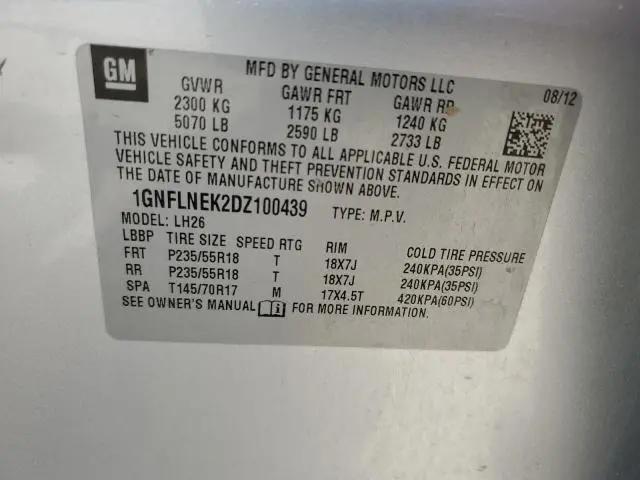 GM
MFD BY GENERAL MOTORS LLC 08/12
GVWR GAWR FRT GAWR RR
2300 KG 1175 KG 1240 KG
5070 LB 2590 LB 2733 LB
THIS VEHICLE CONFORMS TO ALL APPLICABLE U.S. FEDERAL MOTOR
VEHICLE SAFETY AND THEFT PREVENTION STANDARDS IN EFFECT ON
THE DATE OF MANUFACTURE SHOWN ABOVE.
1GNFLNEK2DZ100439 TYPE: M.P.V.
MODEL: LH26
LBBP TIRE SIZE SPEED RTG RIM COLD TIRE PRESSURE
FRT P235/55R18 T 18X7J 240KPA(35PSI)
RR P235/55R18 T 18X7J 240KPA(35PSI)
SPA T145/70R17 M 17X4.5T 420KPA(60PSI)
SEE OWNER'S MANUAL FOR MORE INFORMATION.